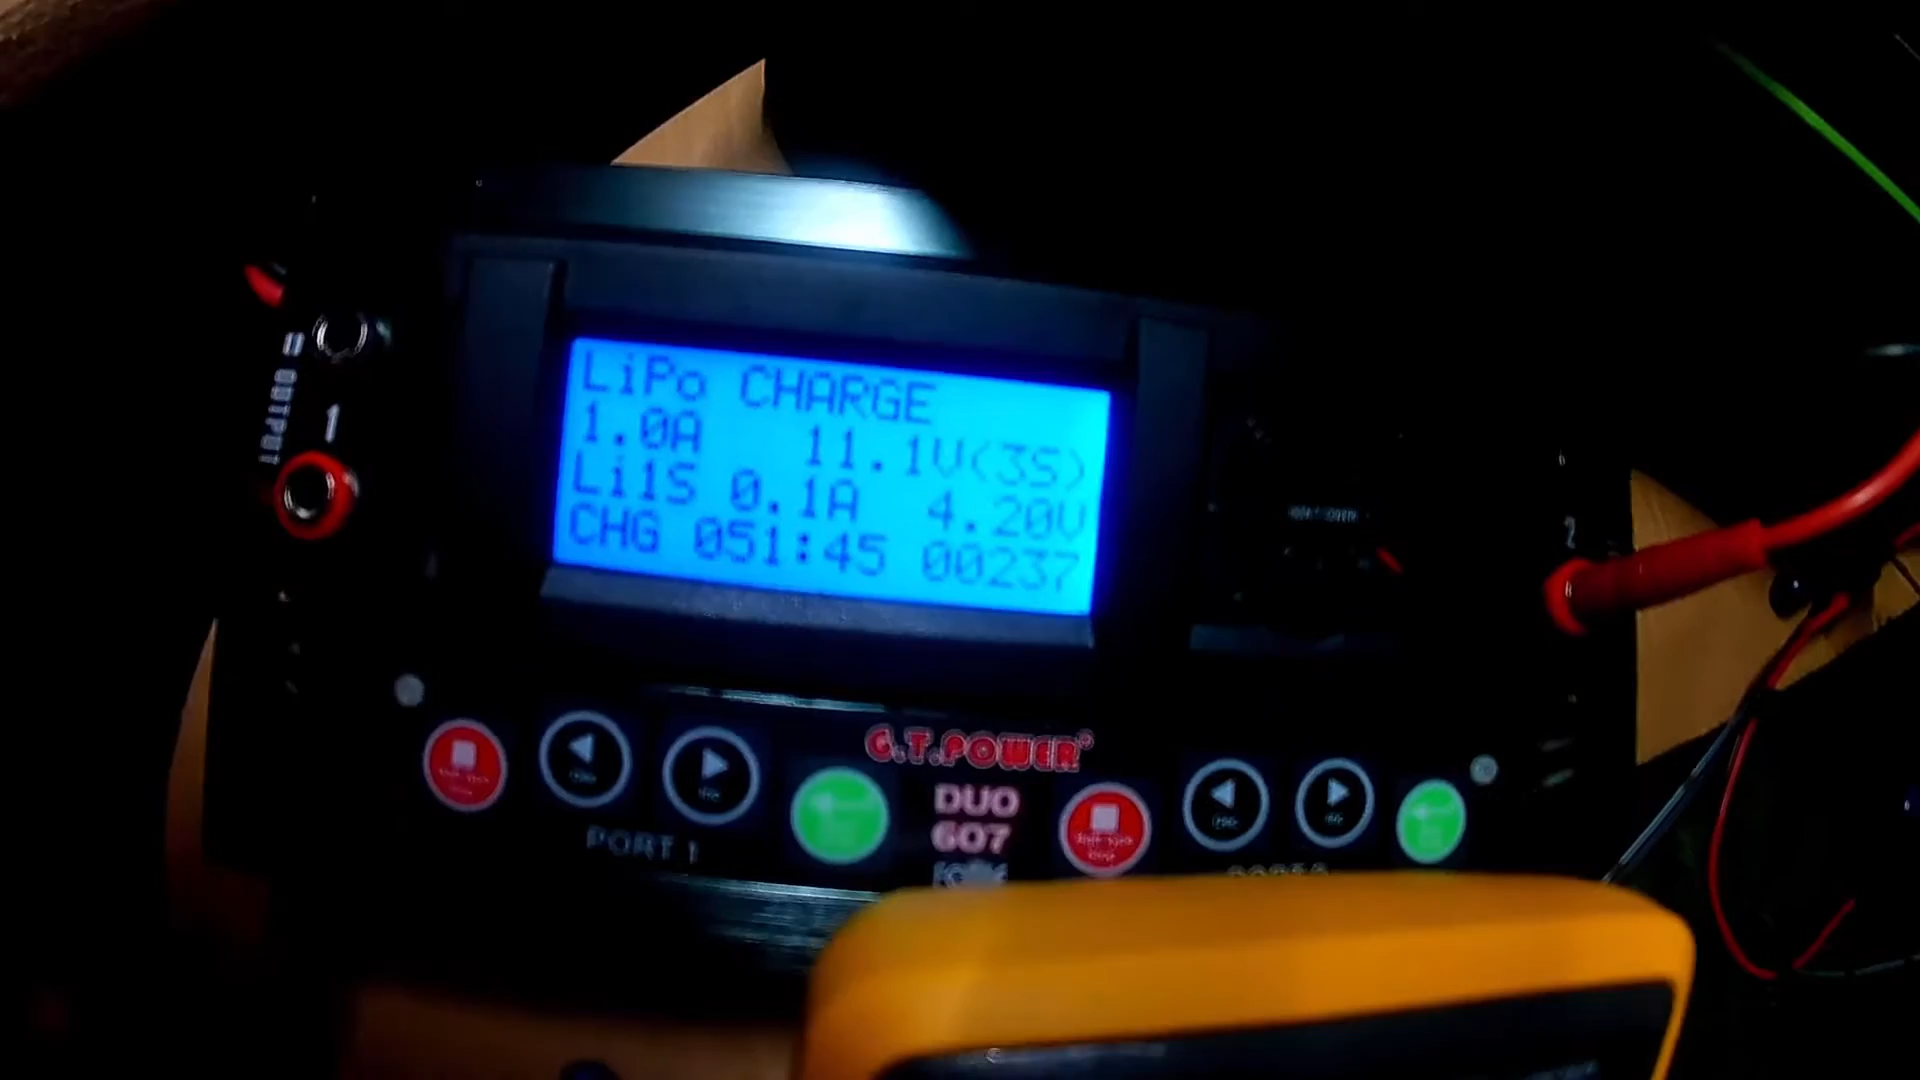 LiPo CHARGE
1.0A 11.1V(3S)
Li1S 0.1A 4.20V
CHG 051:45 00237
OUTPUT
1
2
G.T.POWER®
DUO
607
PORT 1